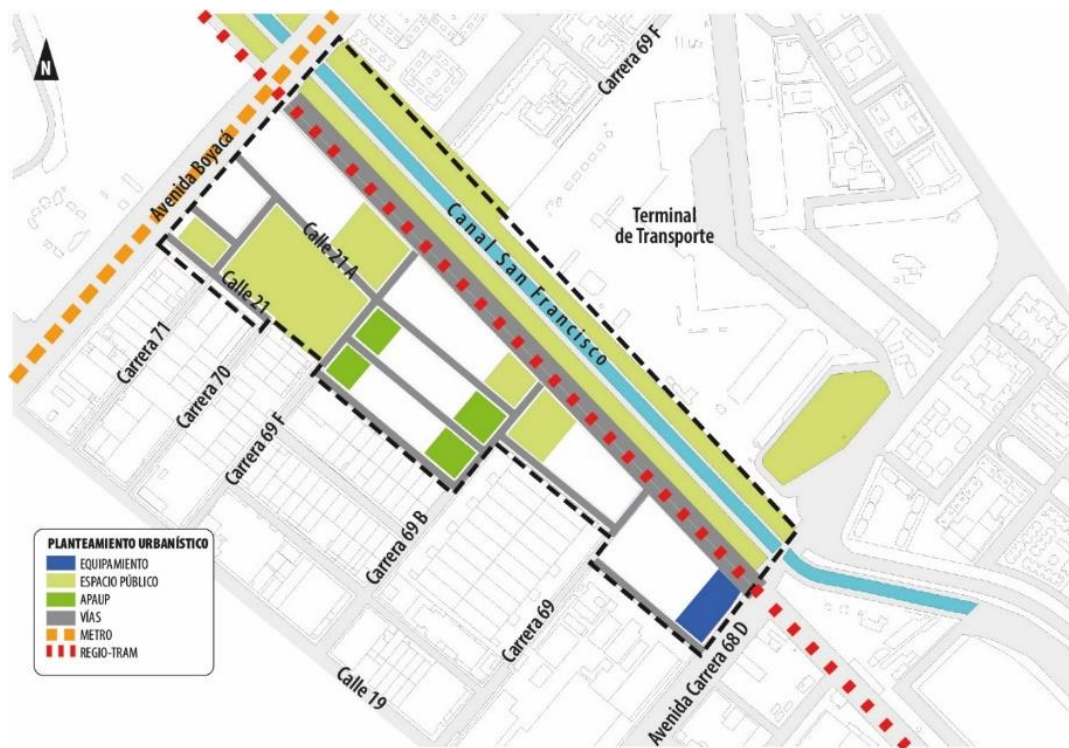 N
Carrera 69 F
Avenida Boyacá
Terminal
de Transporte
Canal San Francisco
Calle 21 A
Calle 21
Carrera 71
Carrera 70
Carrera 69 F
Carrera 69 B
Carrera 69
Avenida Carrera 68 D
Calle 19
PLANTEAMIENTO URBANÍSTICO
EQUIPAMIENTO
ESPACIO PÚBLICO
APAUP
VÍAS
METRO
REGIO-TRAM